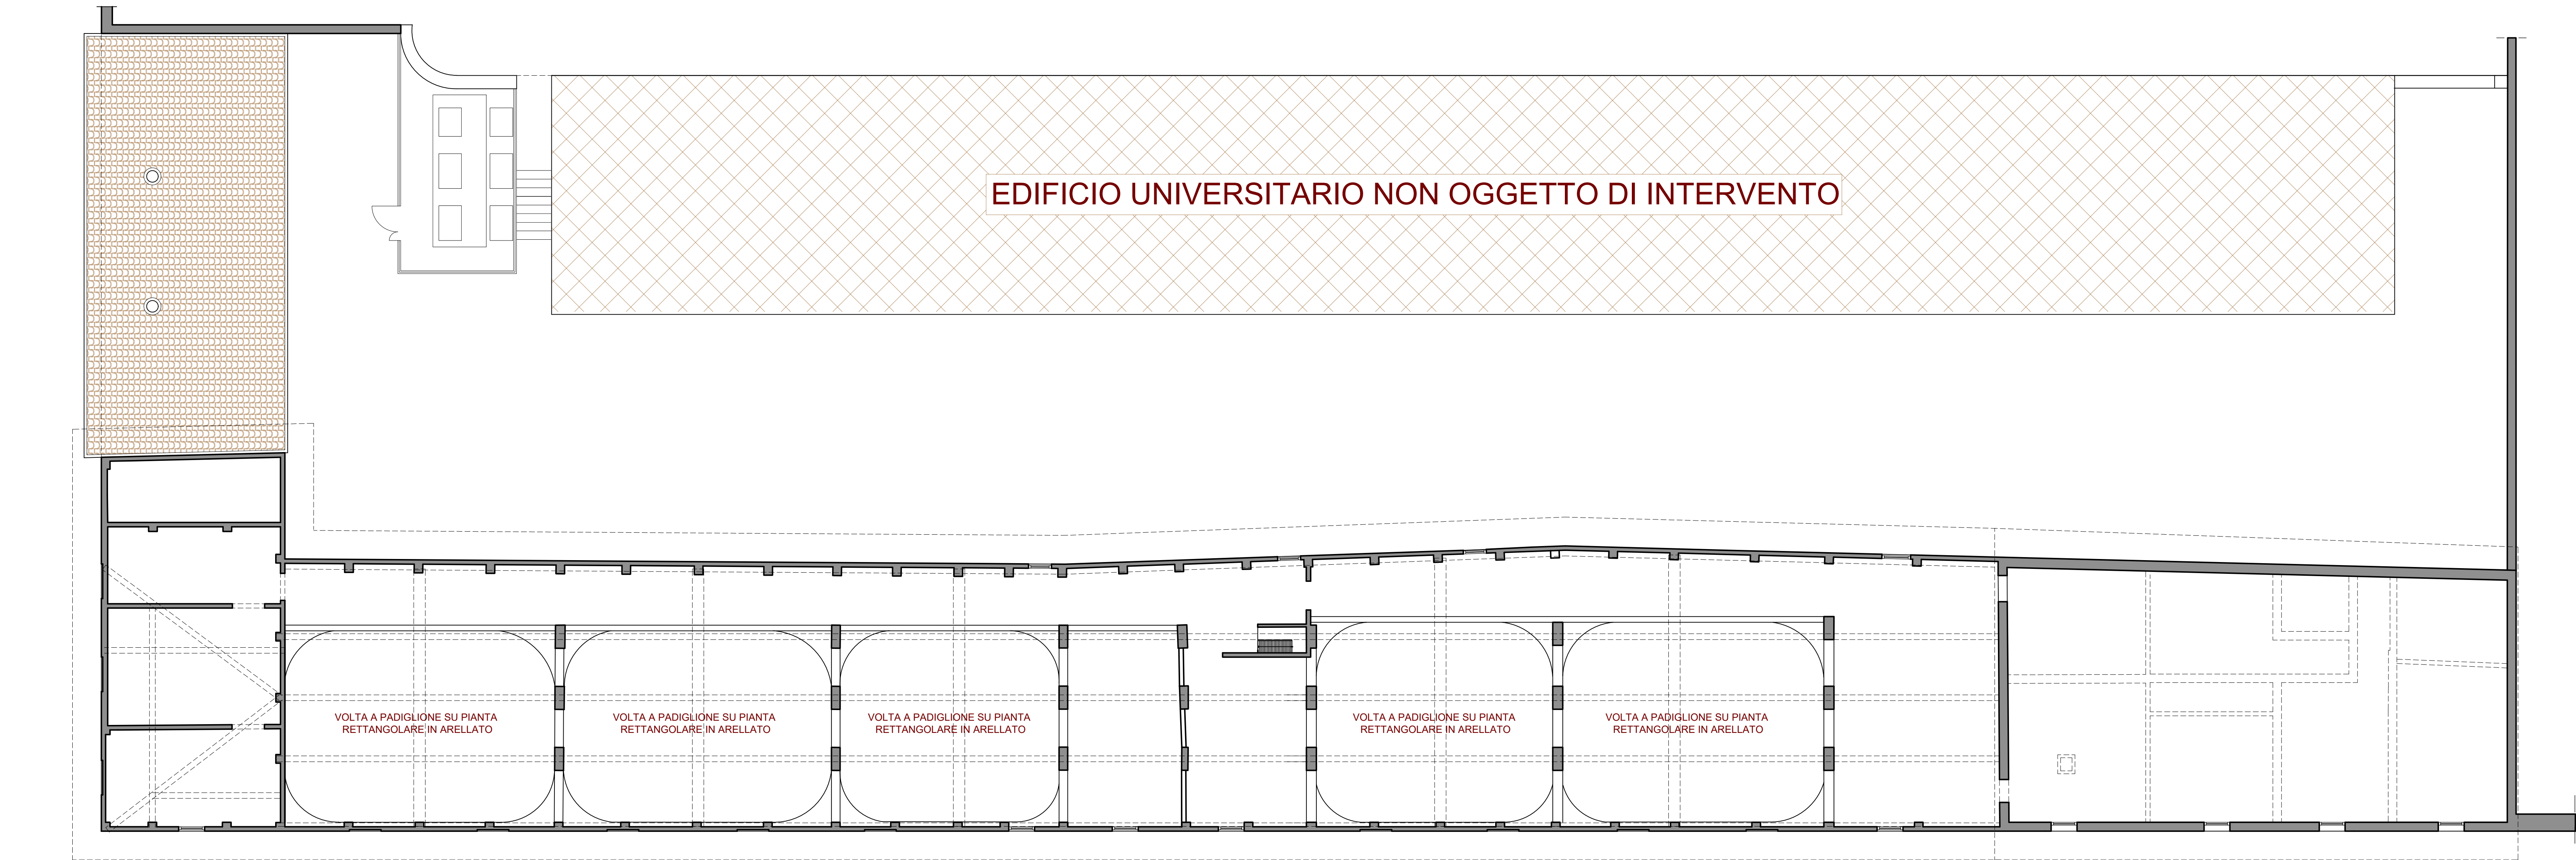 EDIFICIO UNIVERSITARIO NON OGGETTO DI INTERVENTO
VOLTA A PADIGLIONE SU PIANTA
RETTANGOLARE IN ARELLATO
VOLTA A PADIGLIONE SU PIANTA
RETTANGOLARE IN ARELLATO
VOLTA A PADIGLIONE SU PIANTA
RETTANGOLARE IN ARELLATO
VOLTA A PADIGLIONE SU PIANTA
RETTANGOLARE IN ARELLATO
VOLTA A PADIGLIONE SU PIANTA
RETTANGOLARE IN ARELLATO